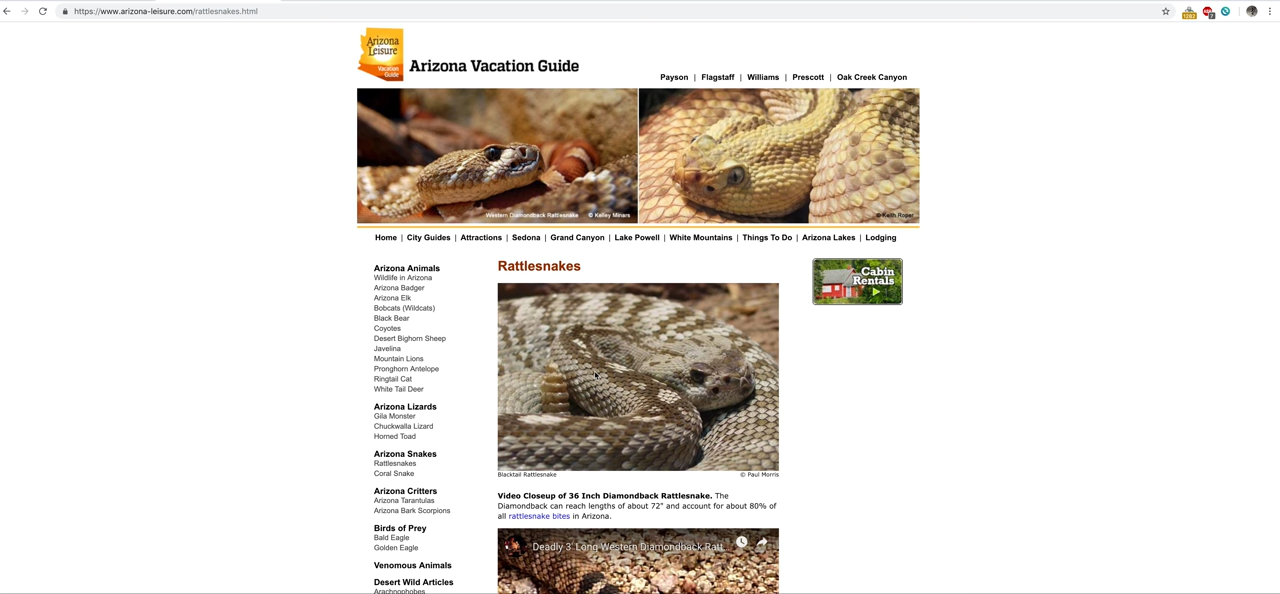 https://www.arizona-leisure.com/rattlesnakes.html
1787
7
Arizona
Leisure
Vacation
Guide
Arizona Vacation Guide
Payson | Flagstaff | Williams | Prescott | Oak Creek Canyon
Western Diamondback Rattlesnake © Kelley Minars
© Keith Roper
Home | City Guides | Attractions | Sedona | Grand Canyon | Lake Powell | White Mountains | Things To Do | Arizona Lakes | Lodging
Arizona Animals
Wildlife in Arizona
Arizona Badger
Arizona Elk
Bobcats (Wildcats)
Black Bear
Coyotes
Desert Bighorn Sheep
Javelina
Mountain Lions
Pronghorn Antelope
Ringtail Cat
White Tail Deer
Arizona Lizards
Gila Monster
Chuckwalla Lizard
Horned Toad
Arizona Snakes
Rattlesnakes
Coral Snake
Arizona Critters
Arizona Tarantulas
Arizona Bark Scorpions
Birds of Prey
Bald Eagle
Golden Eagle
Venomous Animals
Desert Wild Articles
Arachnophobes
Rattlesnakes
Blacktail Rattlesnake © Paul Morris
Video Closeup of 36 Inch Diamondback Rattlesnake. The
Diamondback can reach lengths of about 72" and account for about 80% of
all rattlesnake bites in Arizona.
Deadly 3' Long Western Diamondback Ratt...
Cabin
Rentals